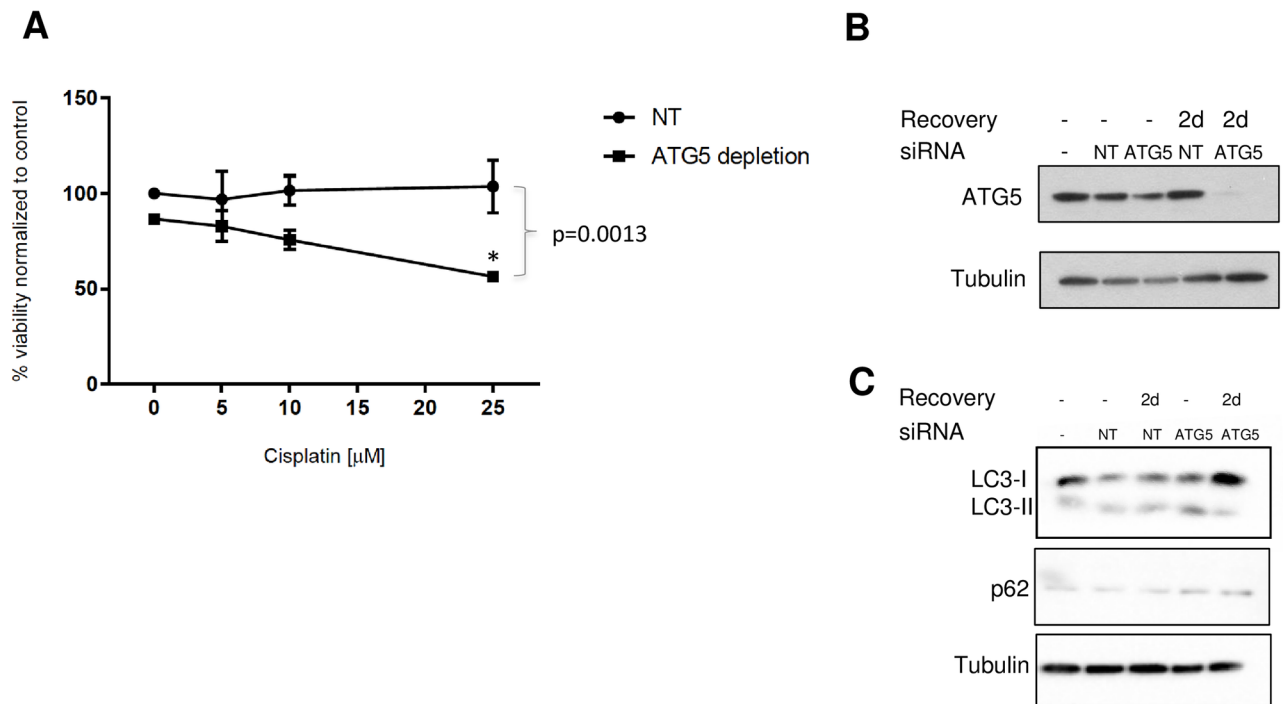 A
150
100
50
0
% viability normalized to control
0 5 10 15 20 25
Cisplatin [µM]
NT
ATG5 depletion
*
p=0.0013
B
Recovery - - - 2d 2d
siRNA - NT ATG5 NT ATG5
ATG5
Tubulin
C
Recovery - - 2d - 2d
siRNA - NT NT ATG5 ATG5
LC3-I
LC3-II
p62
Tubulin